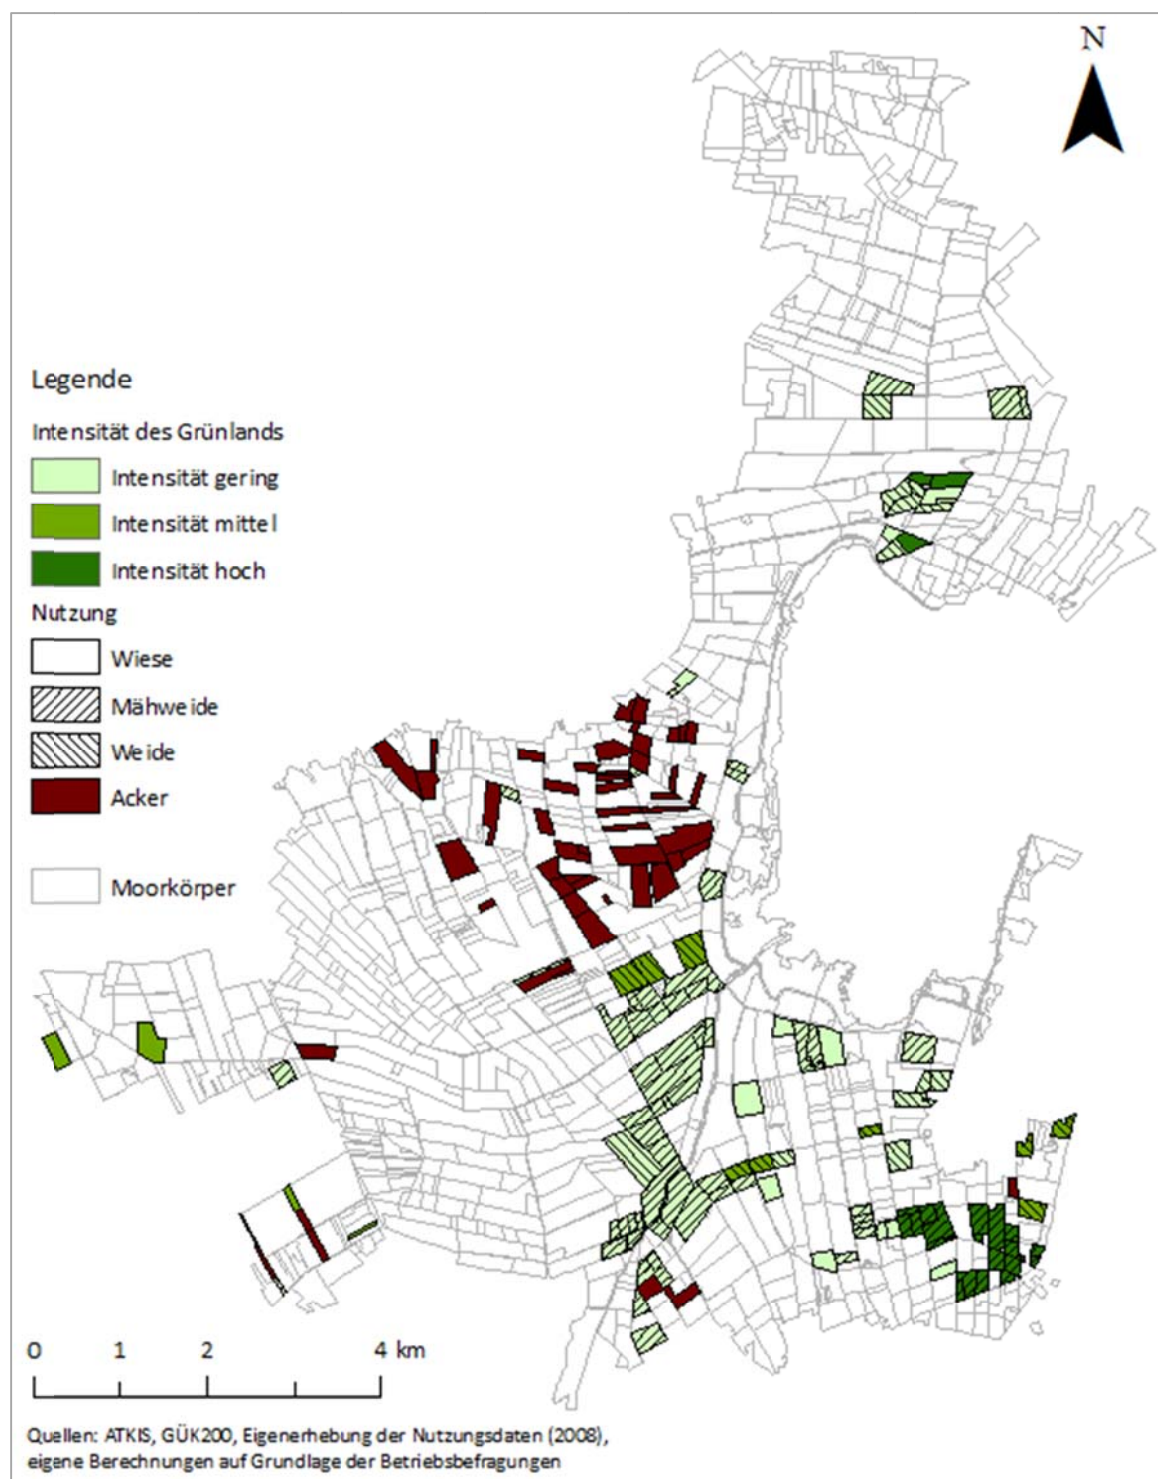 N
Legende
Intensität des Grünlands
Intensität gering
Intensität mittel
Intensität hoch
Nutzung
Wiese
Mähweide
Weide
Acker
Moorkörper
0 1 2 4 km
Quellen: ATKIS, GÜK200, Eigenerhebung der Nutzungsdaten (2008),
eigene Berechnungen auf Grundlage der Betriebsbefragungen